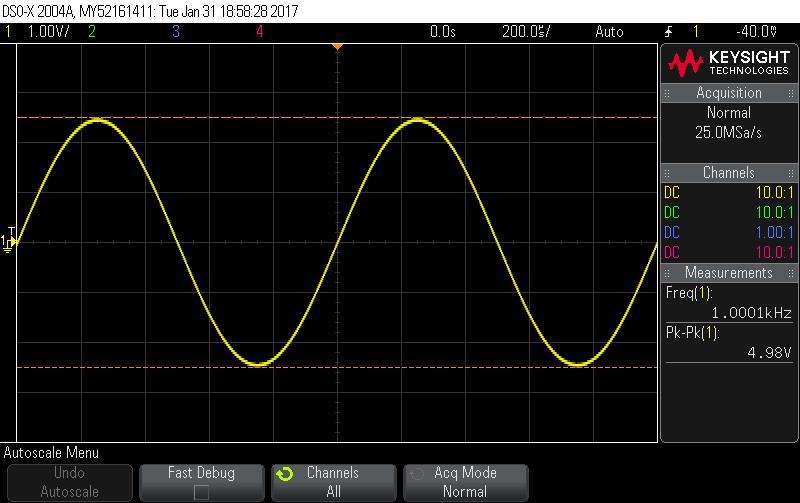 DSO-X 2004A, MY52161411: Tue Jan 31 18:58:28 2017
1 1.00V/ 2 3 4 0.0s 200.0µs/ Auto 1 -40.0mV
KEYSIGHT
TECHNOLOGIES
Acquisition
Normal
25.0MSa/s
Channels
DC 10.0:1
DC 10.0:1
DC 1.00:1
DC 10.0:1
Measurements
Freq(1):
1.0001kHz
Pk-Pk(1):
4.98V
T
1
Autoscale Menu
Undo
Autoscale
Fast Debug
Channels
All
Acq Mode
Normal